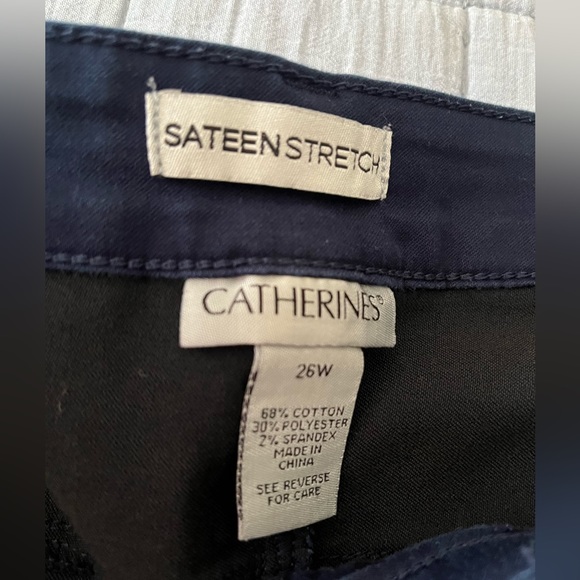 SATEEN STRETCH
CATHERINES®
26W
68% COTTON
30% POLYESTER
2% SPANDEX
MADE IN
CHINA
SEE REVERSE
FOR CARE